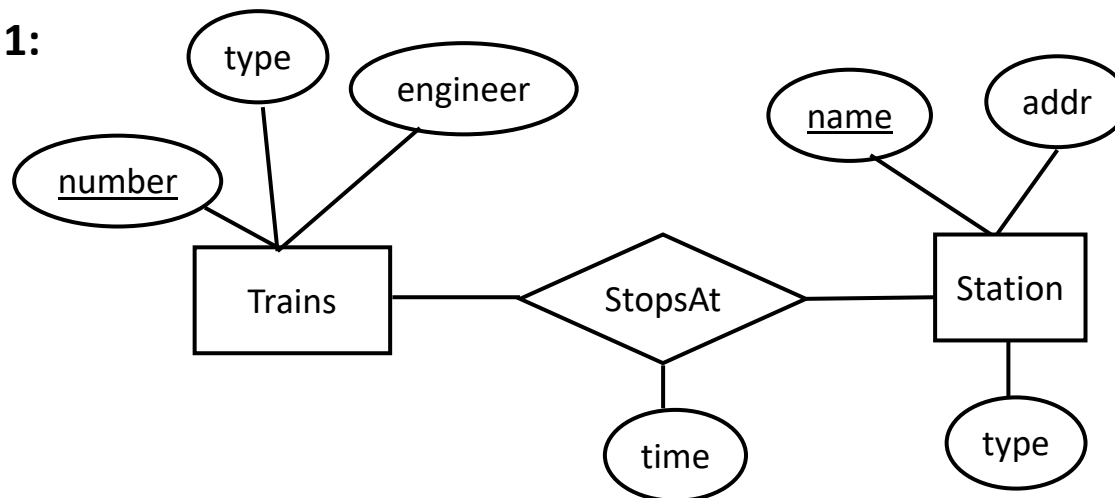 1:
type
engineer
number
name
addr
Trains
StopsAt
Station
time
type